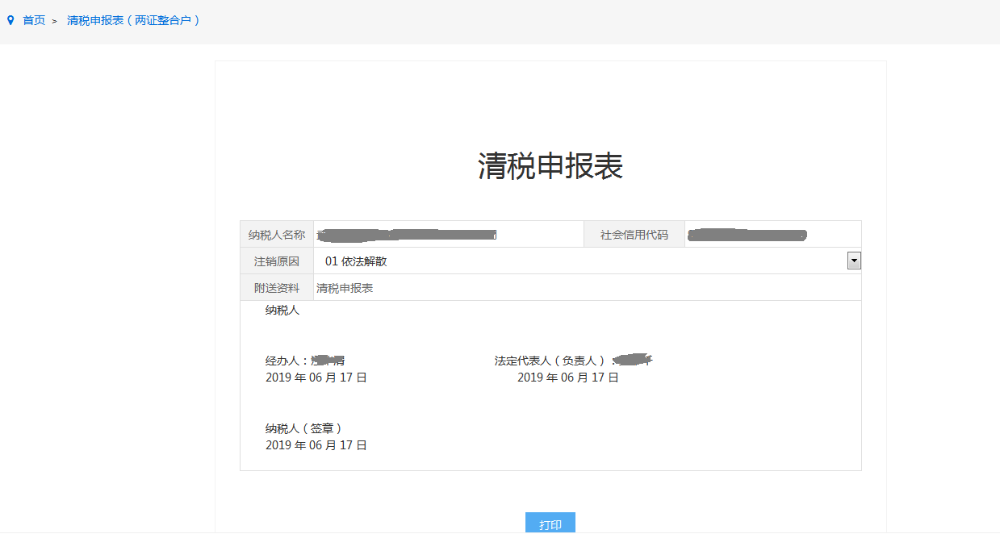 首页 > 清税申报表（两证整合户）
清税申报表
纳税人名称 社会信用代码
注销原因 01 依法解散
附送资料 清税申报表
纳税人
经办人： 法定代表人（负责人）:
2019 年 06 月 17 日 2019 年 06 月 17 日
纳税人（签章）
2019 年 06 月 17 日
打印